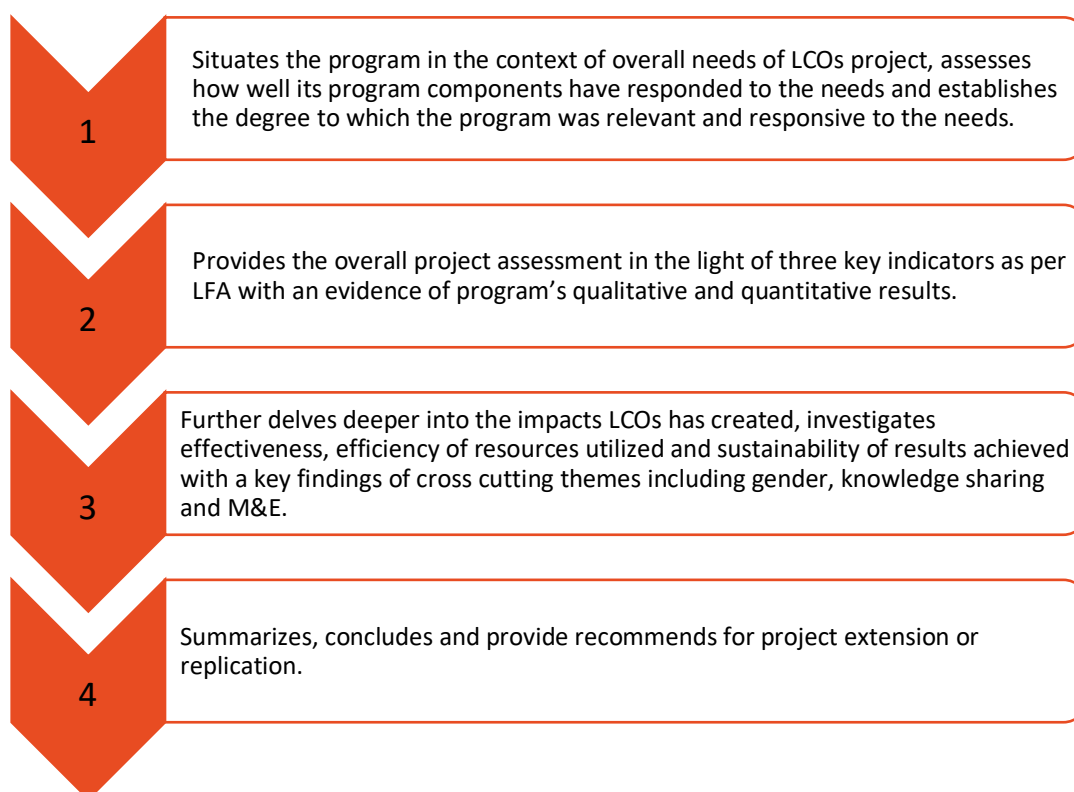 1
Situates the program in the context of overall needs of LCOs project, assesses
how well its program components have responded to the needs and establishes
the degree to which the program was relevant and responsive to the needs.
2
Provides the overall project assessment in the light of three key indicators as per
LFA with an evidence of program’s qualitative and quantitative results.
3
Further delves deeper into the impacts LCOs has created, investigates
effectiveness, efficiency of resources utilized and sustainability of results achieved
with a key findings of cross cutting themes including gender, knowledge sharing
and M&E.
4
Summarizes, concludes and provide recommends for project extension or
replication.